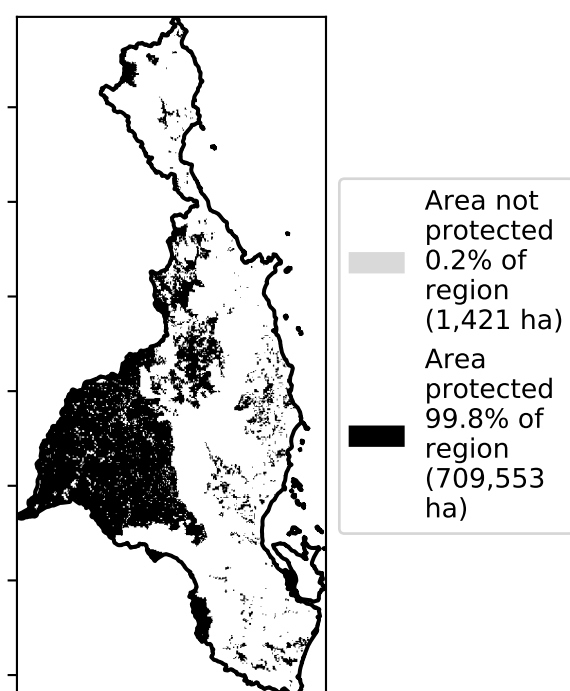 Area not
protected
0.2% of
region
(1,421 ha)
Area
protected
99.8% of
region
(709,553
ha)